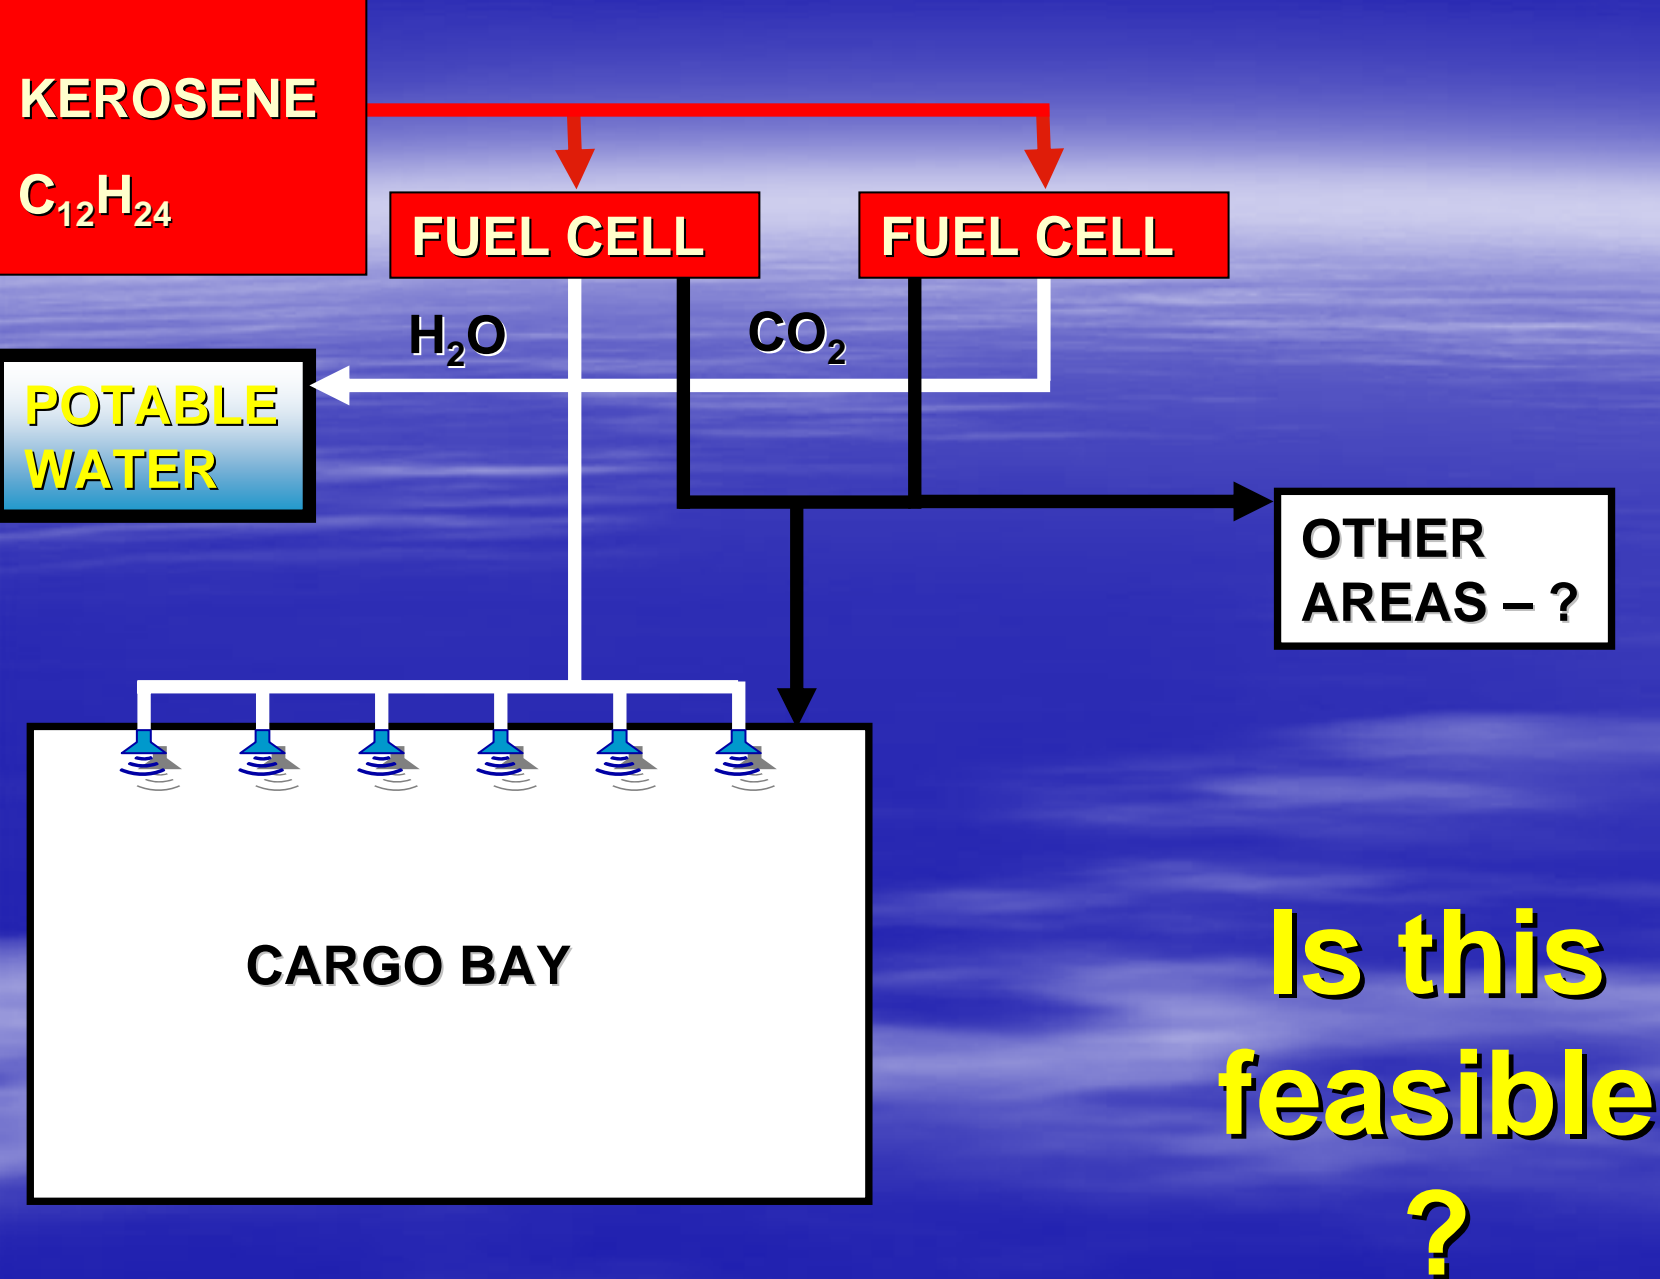 KEROSENE
C₁₂H₂₄
FUEL CELL
FUEL CELL
H₂O
CO₂
POTABLE
WATER
OTHER
AREAS – ?
CARGO BAY
Is this
feasible
?